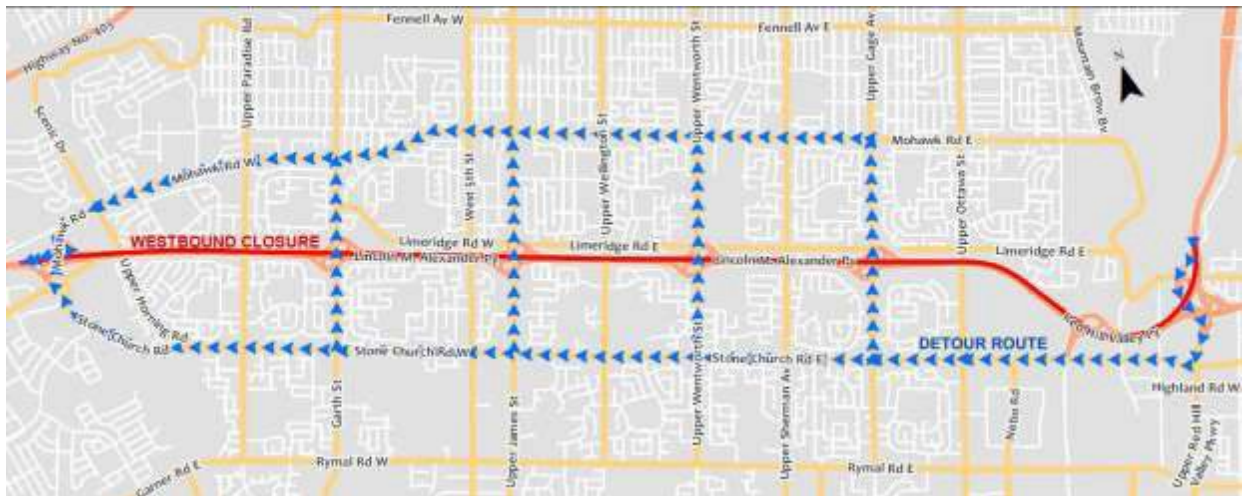 Fennell Av W
Fennell Av E
Highway No. 403
Upper Paradise Rd
Upper Wentworth St
Upper Gage Av
Mountain Brow Bv
N
Scenic Dr
Mohawk Rd W
West 5th St
Upper Wellington St
Mohawk Rd E
Upper Ottawa St
Mohawk Rd
WESTBOUND CLOSURE
Limeridge Rd W
Limeridge Rd E
Limeridge Rd E
Lincoln M. Alexander Py
Lincoln M. Alexander Py
Upper Horning Rd
Stone Church Rd
Stone Church Rd W
Stone Church Rd E
DETOUR ROUTE
Red Hill Valley Py
Highland Rd W
Garth St
Upper James St
Upper Wentworth St
Upper Sherman Av
Nebo Rd
Upper Red Hill
Valley Pkwy
Garner Rd E
Rymal Rd W
Rymal Rd E